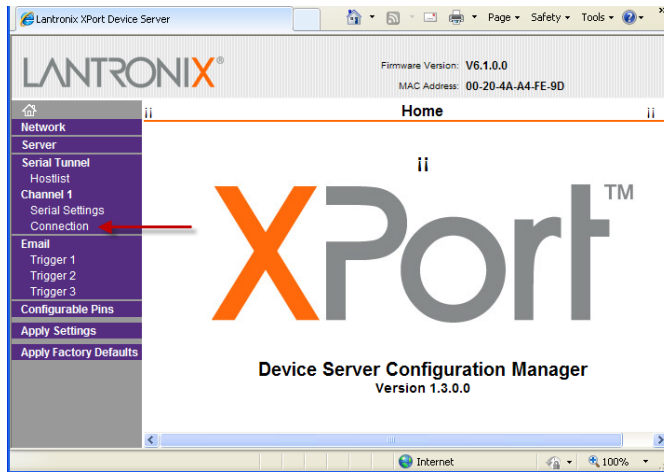 Lantronix XPort Device Server
Page Safety Tools
LANTRONIX®
Firmware Version: V6.1.0.0
MAC Address: 00-20-4A-A4-FE-9D
¡¡ Home ¡¡
Network
Server
Serial Tunnel
Hostlist
Channel 1
Serial Settings
Connection
Email
Trigger 1
Trigger 2
Trigger 3
Configurable Pins
Apply Settings
Apply Factory Defaults
¡¡
XPort™
Device Server Configuration Manager
Version 1.3.0.0
Internet
100%